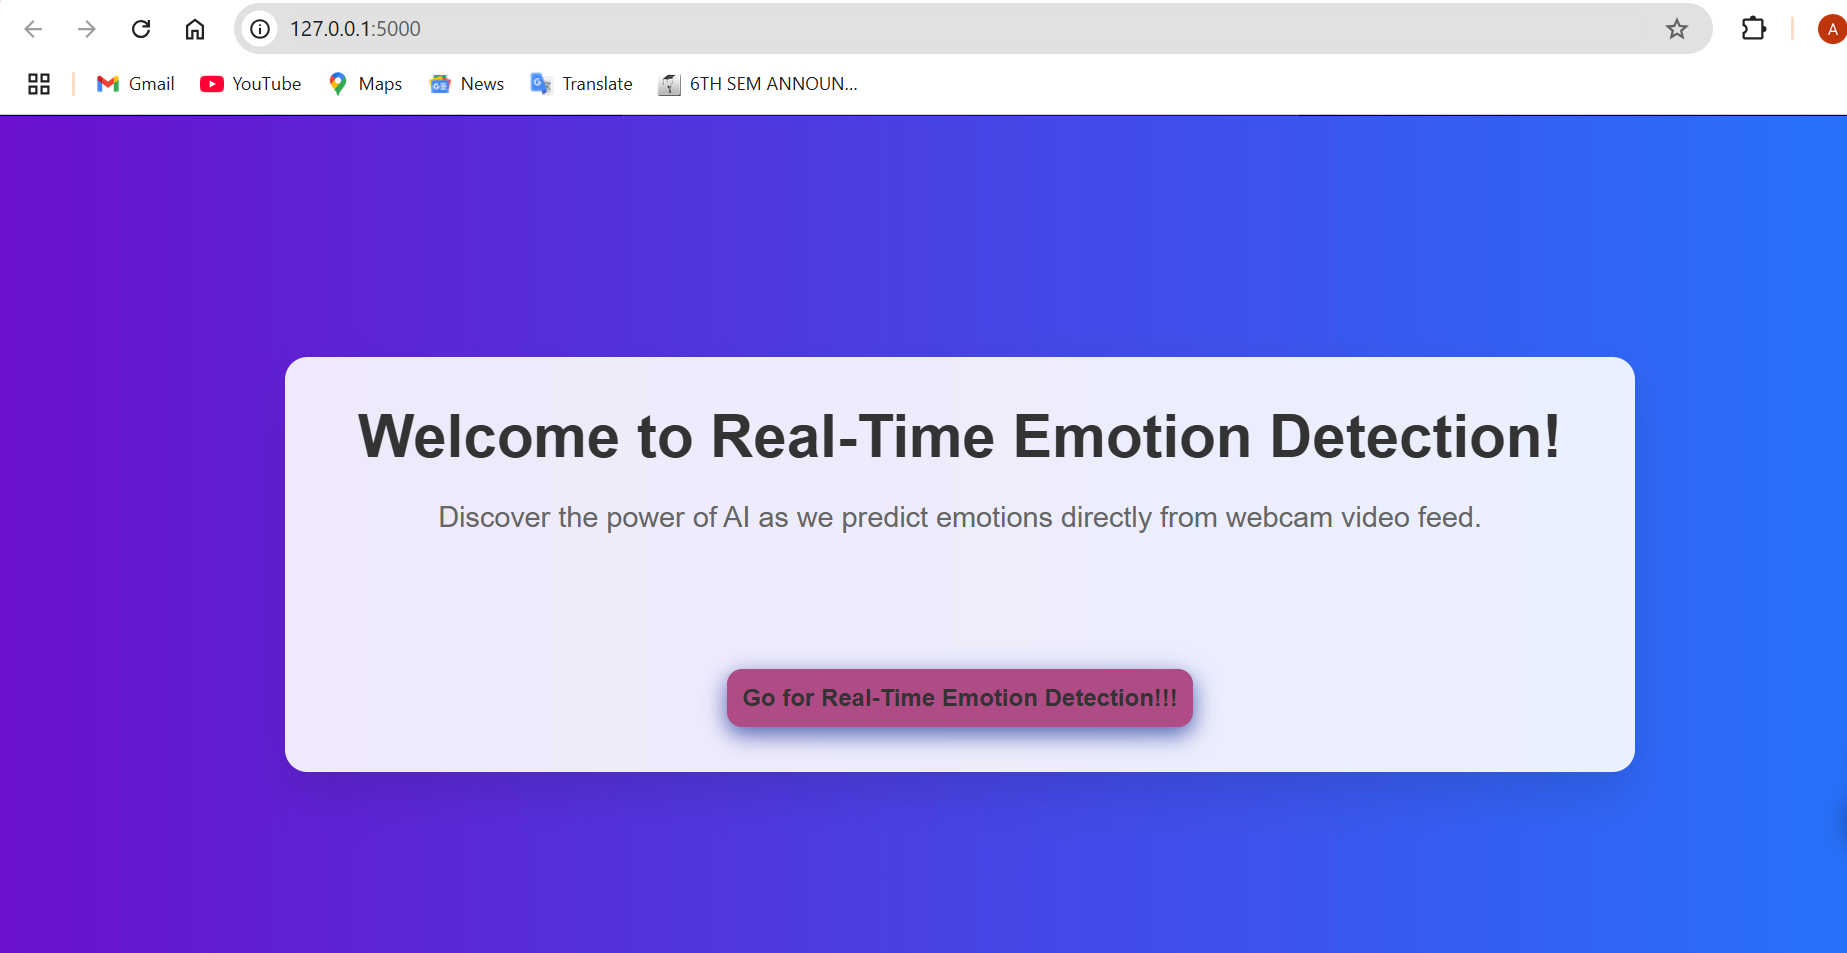 127.0.0.1:5000
A
Gmail
YouTube
Maps
News
Translate
6TH SEM ANNOUN...
Welcome to Real-Time Emotion Detection!
Discover the power of AI as we predict emotions directly from webcam video feed.
Go for Real-Time Emotion Detection!!!